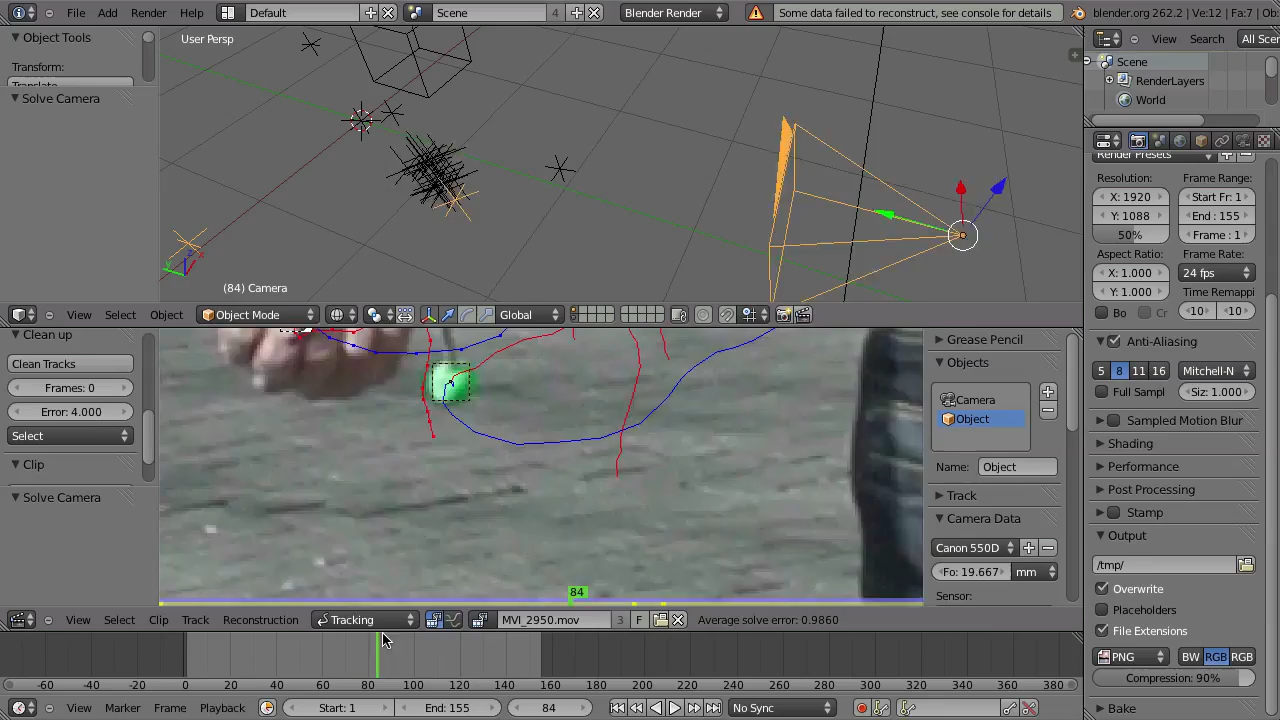 File Add Render Help Default Scene 4 Blender Render Some data failed to reconstruct, see console for details blender.org 262.2 | Ve:12 | Fa:7 | Ob
Object Tools
Transform:
Translate
Solve Camera
User Persp
(84) Camera
View Select Object Object Mode Global
Clean up
Clean Tracks
Frames: 0
Error: 4.000
Select
Clip
Solve Camera
84
Grease Pencil
Objects
Camera
Object
Name: Object
Track
Camera Data
Canon 550D
Fo: 19.667 mm
Sensor:
View Select Clip Track Reconstruction Tracking MVI_2950.mov 3 F Average solve error: 0.9860
-40 -20 0 20 40 60 80 100 120 140 160 180 200 220 240 260 280 300 320 340 360 380
View Marker Frame Playback Start: 1 End: 155 84 No Sync
View Search All Scen
Scene
RenderLayers
World
Render Presets
Resolution: Frame Range:
X: 1920 Start Fr: 1
Y: 1088 End : 155
50% Frame : 1
Aspect Ratio: Frame Rate:
X: 1.000 24 fps
Y: 1.000 Time Remappi
Bo 10 10
Anti-Aliasing
5 8 11 16 Mitchell-N
Full Sampl Size: 1.000
Sampled Motion Blur
Shading
Performance
Post Processing
Stamp
Output
/tmp/
Overwrite
Placeholders
File Extensions
PNG BW RGB RGB
Compression: 90%
Bake